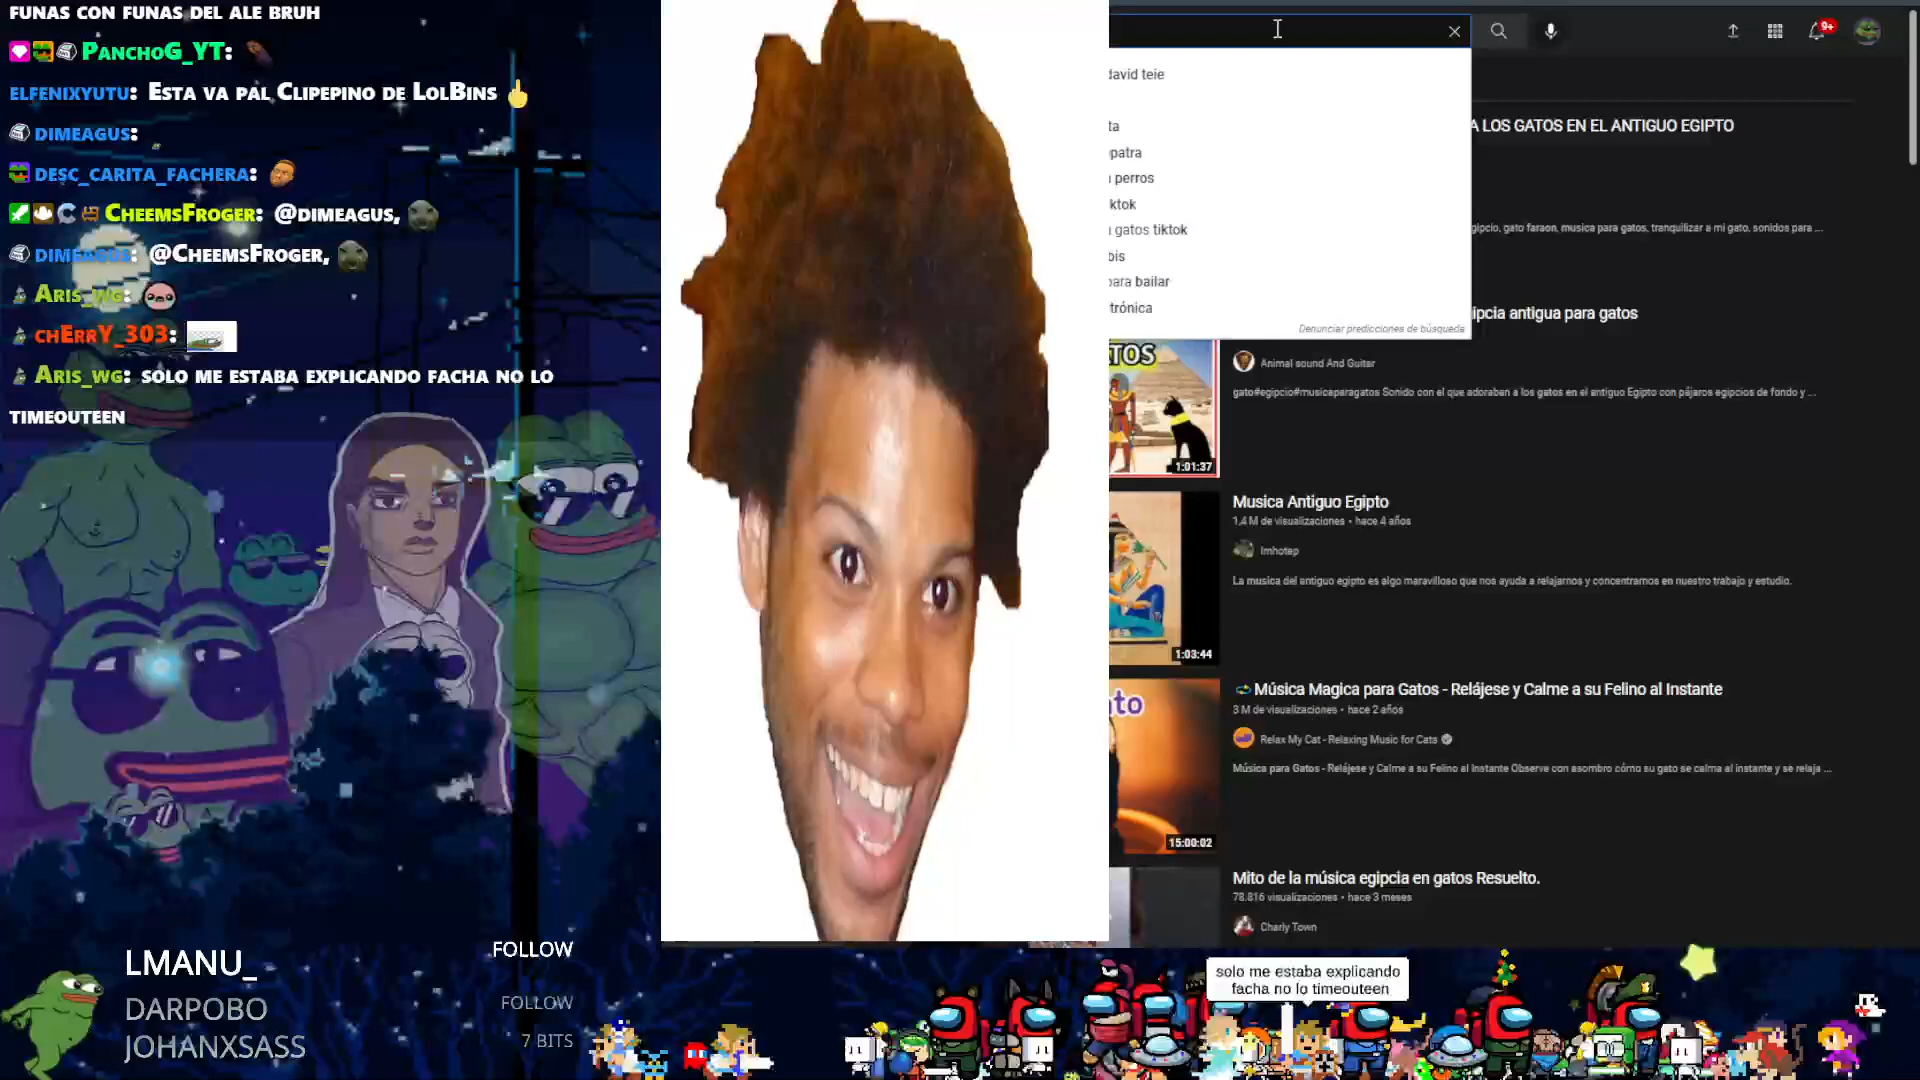 FUNAS CON FUNAS DEL ALE BRUH
PANCHOG_YT:
ELFENIXYUTU: ESTA VA PAL CLIPEPINO DE LOLBINS
DIMEAGUS:
DESC_CARITA_FACHERA:
CHEEMSFROGER: @DIMEAGUS,
DIMEAGUS: @CHEEMSFROGER,
ARIS_WG:
CHERRY_303:
ARIS_WG: SOLO ME ESTABA EXPLICANDO FACHA NO LO
TIMEOUTEEN
LMANU_ FOLLOW
DARPOBO FOLLOW
JOHANXSASS 7 BITS
9+
david teie
ta
patra
perros
ktok
gatos tiktok
bis
para bailar
trónica
Denunciar predicciones de búsqueda
A LOS GATOS EN EL ANTIGUO EGIPTO
gipcio, gato faraon, musica para gatos, tranquilizar a mi gato, sonidos para ...
ipcia antigua para gatos
TOS
Animal sound And Guitar
gato#egipcio#musicaparagatos Sonido con el que adoraban a los gatos en el antiguo Egipto con pájaros egipcios de fondo y ...
1:01:37
Musica Antiguo Egipto
1,4 M de visualizaciones • hace 4 años
Imhotep
La musica del antiguo egipto es algo maravilloso que nos ayuda a relajarnos y concentrarnos en nuestro trabajo y estudio.
1:03:44
Música Magica para Gatos - Relájese y Calme a su Felino al Instante
ato
3 M de visualizaciones • hace 2 años
Relax My Cat - Relaxing Music for Cats
Música para Gatos - Relájese y Calme a su Felino al Instante Observe con asombro cómo su gato se calma al instante y se relaja ...
15:00:02
Mito de la música egipcia en gatos Resuelto.
78.816 visualizaciones • hace 3 meses
Charly Town
solo me estaba explicando
facha no lo timeouteen